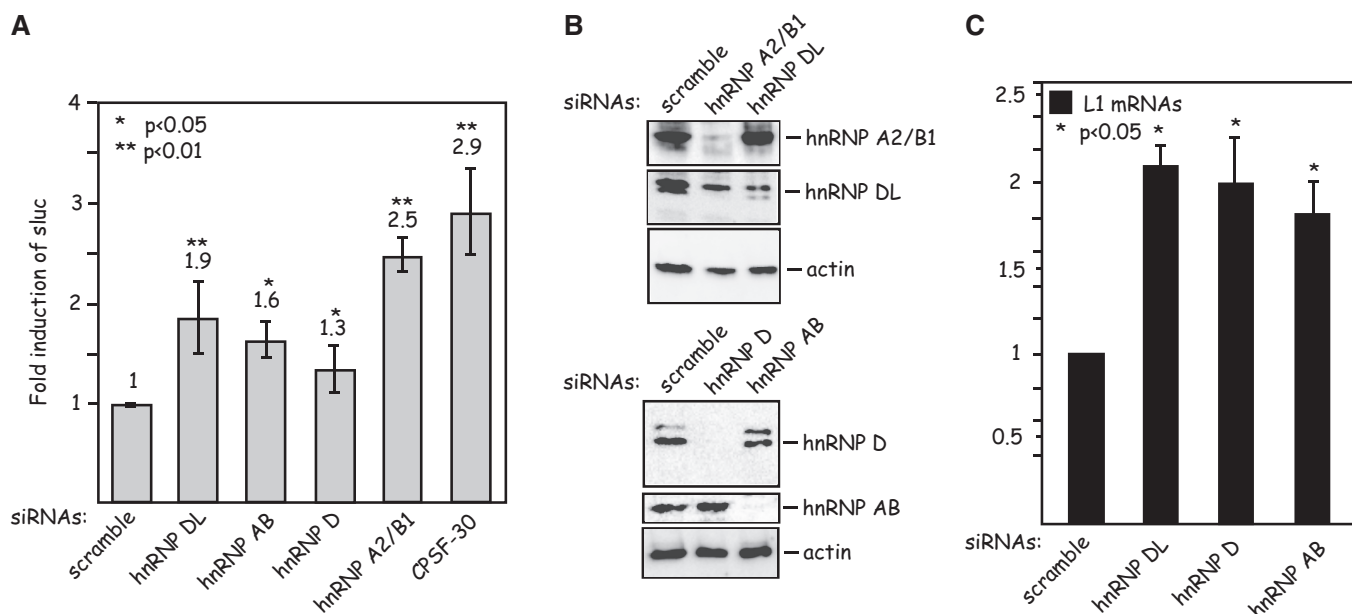 A
Fold induction of sluc
4
3
2
1
* p<0.05
** p<0.01
1
**
1.9
*
1.6
*
1.3
**
2.5
**
2.9
siRNAs:
scramble
hnRNP DL
hnRNP AB
hnRNP D
hnRNP A2/B1
CPSF-30
B
siRNAs:
scramble
hnRNP A2/B1
hnRNP DL
hnRNP A2/B1
hnRNP DL
actin
siRNAs:
scramble
hnRNP D
hnRNP AB
hnRNP D
hnRNP AB
actin
C
2.5
2
1.5
1
0.5
0
L1 mRNAs
* p<0.05
*
*
*
siRNAs:
scramble
hnRNP DL
hnRNP D
hnRNP AB